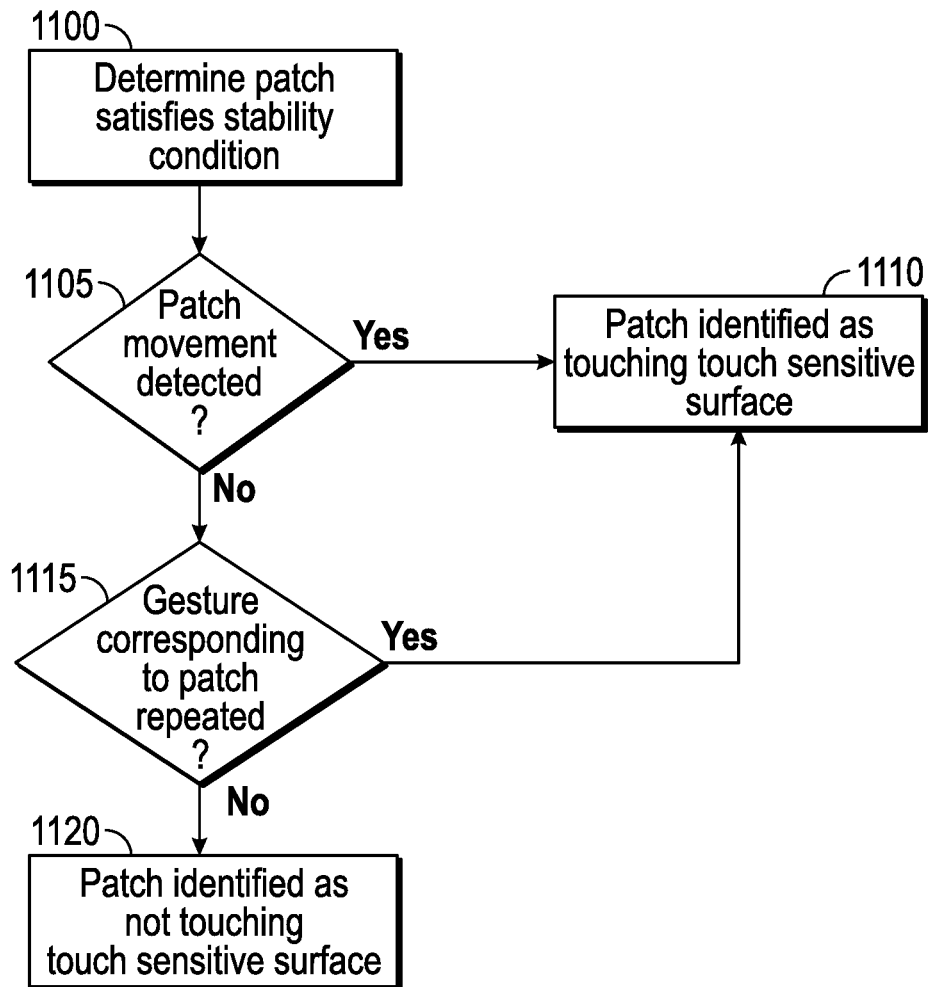 1100
Determine patch
satisfies stability
condition
1105
Patch
movement
detected
?
Yes
1110
Patch identified as
touching touch sensitive
surface
No
1115
Gesture
corresponding
to patch
repeated
?
Yes
No
1120
Patch identified as
not touching
touch sensitive surface